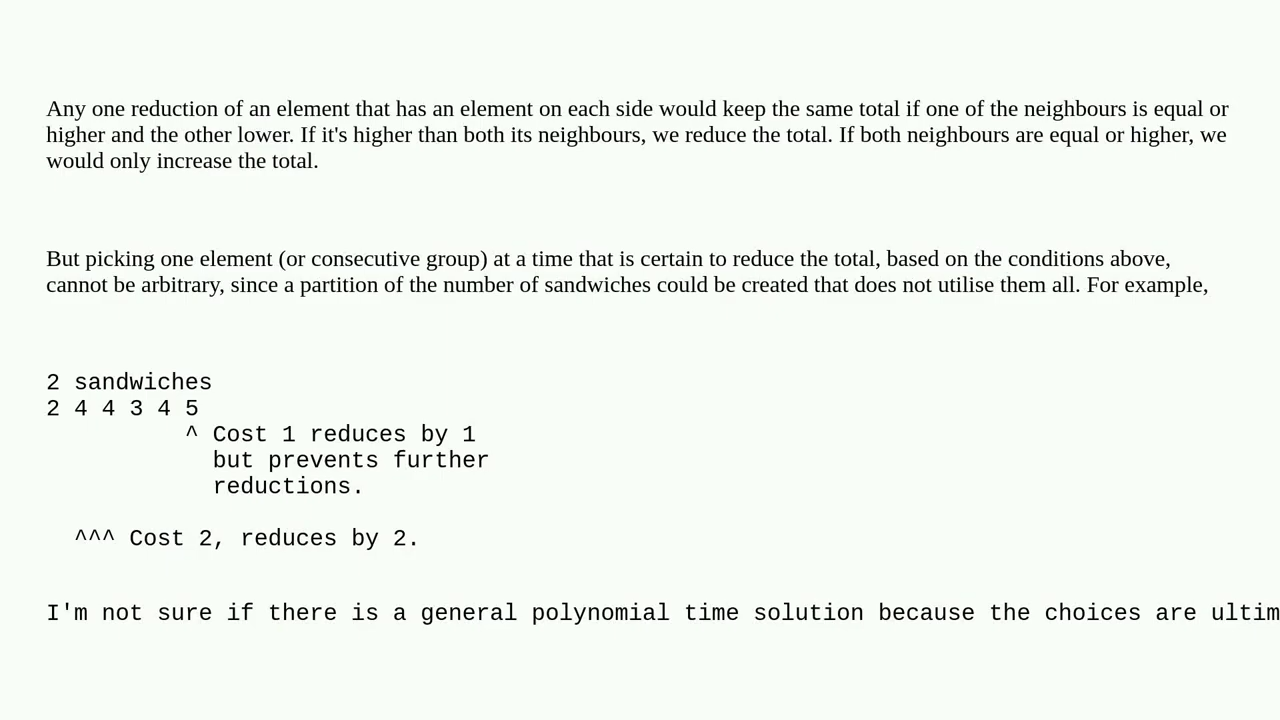 Any one reduction of an element that has an element on each side would keep the same total if one of the neighbours is equal or
higher and the other lower. If it's higher than both its neighbours, we reduce the total. If both neighbours are equal or higher, we
would only increase the total.
But picking one element (or consecutive group) at a time that is certain to reduce the total, based on the conditions above,
cannot be arbitrary, since a partition of the number of sandwiches could be created that does not utilise them all. For example,
2 sandwiches
2 4 4 3 4 5
^ Cost 1 reduces by 1
but prevents further
reductions.
^^^ Cost 2, reduces by 2.
I'm not sure if there is a general polynomial time solution because the choices are ultim